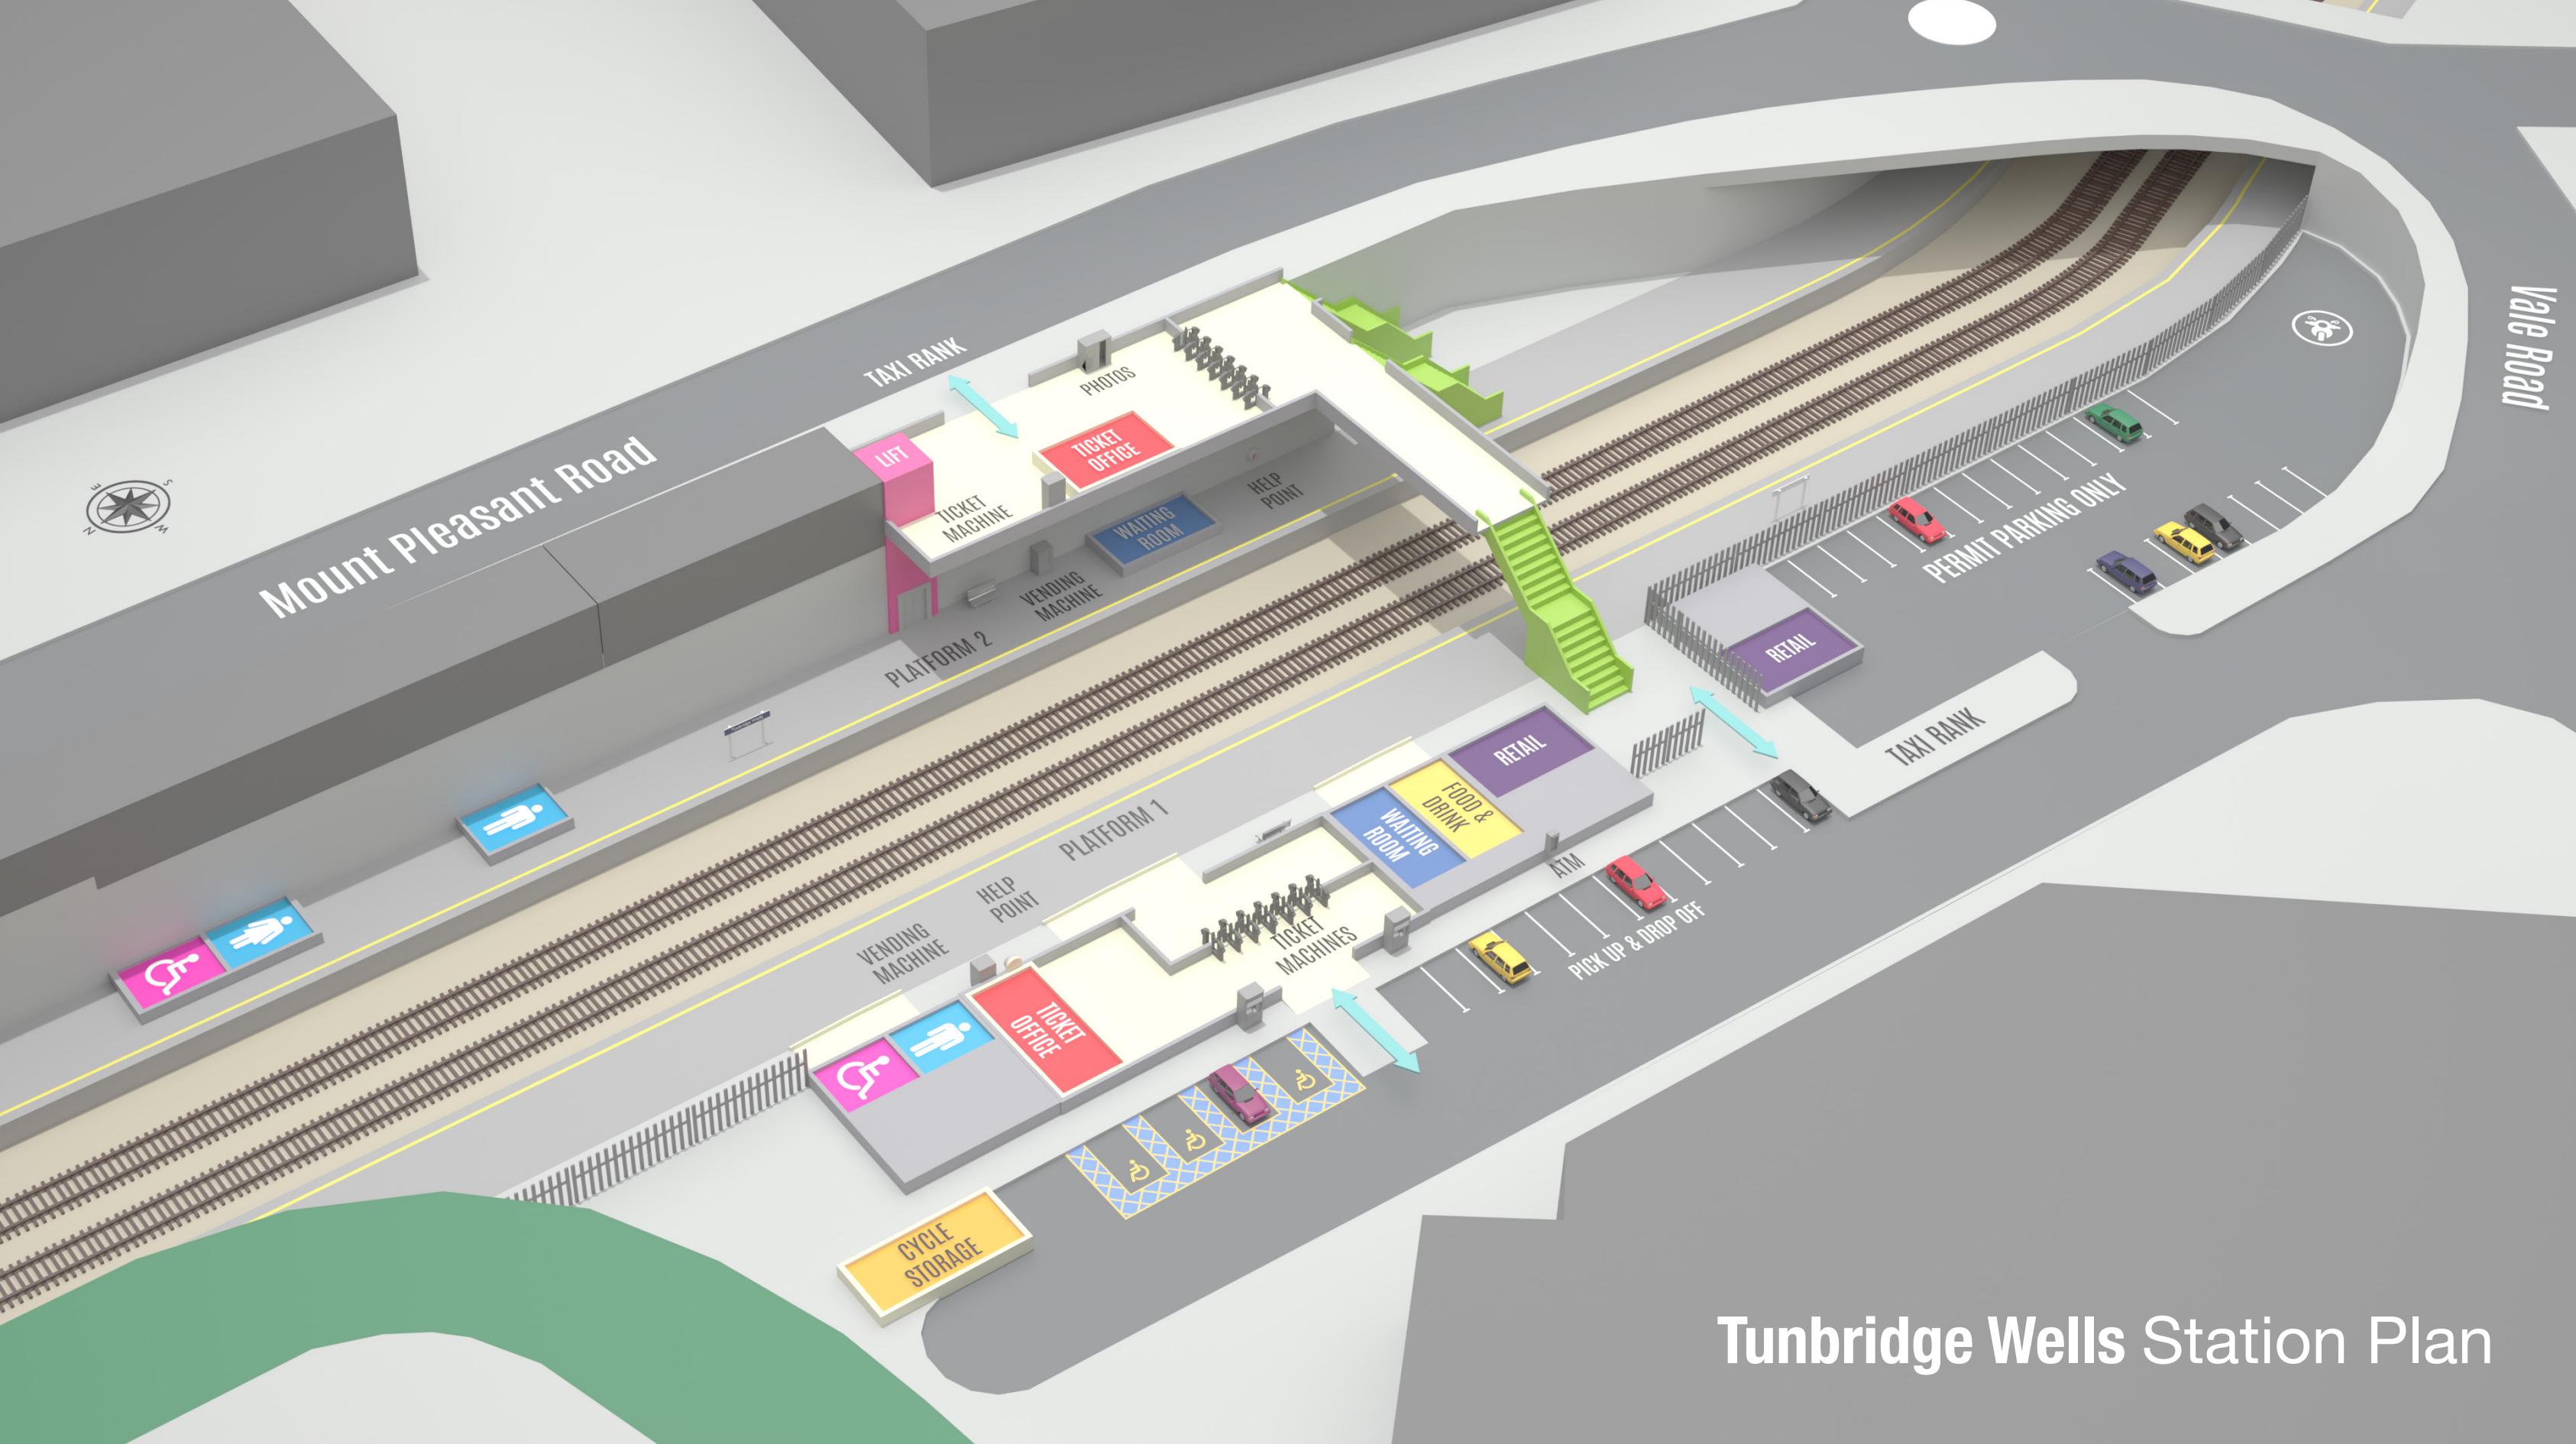 TAXI RANK
Vale Road
PHOTOS
LIFT
TICKET
OFFICE
TICKET
MACHINE
HELP
POINT
WAITING
ROOM
VENDING
MACHINE
Mount Pleasant Road
E
S
N
W
PERMIT PARKING ONLY
PLATFORM 2
RETAIL
TAXI RANK
RETAIL
FOOD &
DRINK
WAITING
ROOM
PLATFORM 1
ATM
HELP
POINT
VENDING
MACHINE
TICKET
MACHINES
PICK UP & DROP OFF
TICKET
OFFICE
CYCLE
STORAGE
Tunbridge Wells Station Plan